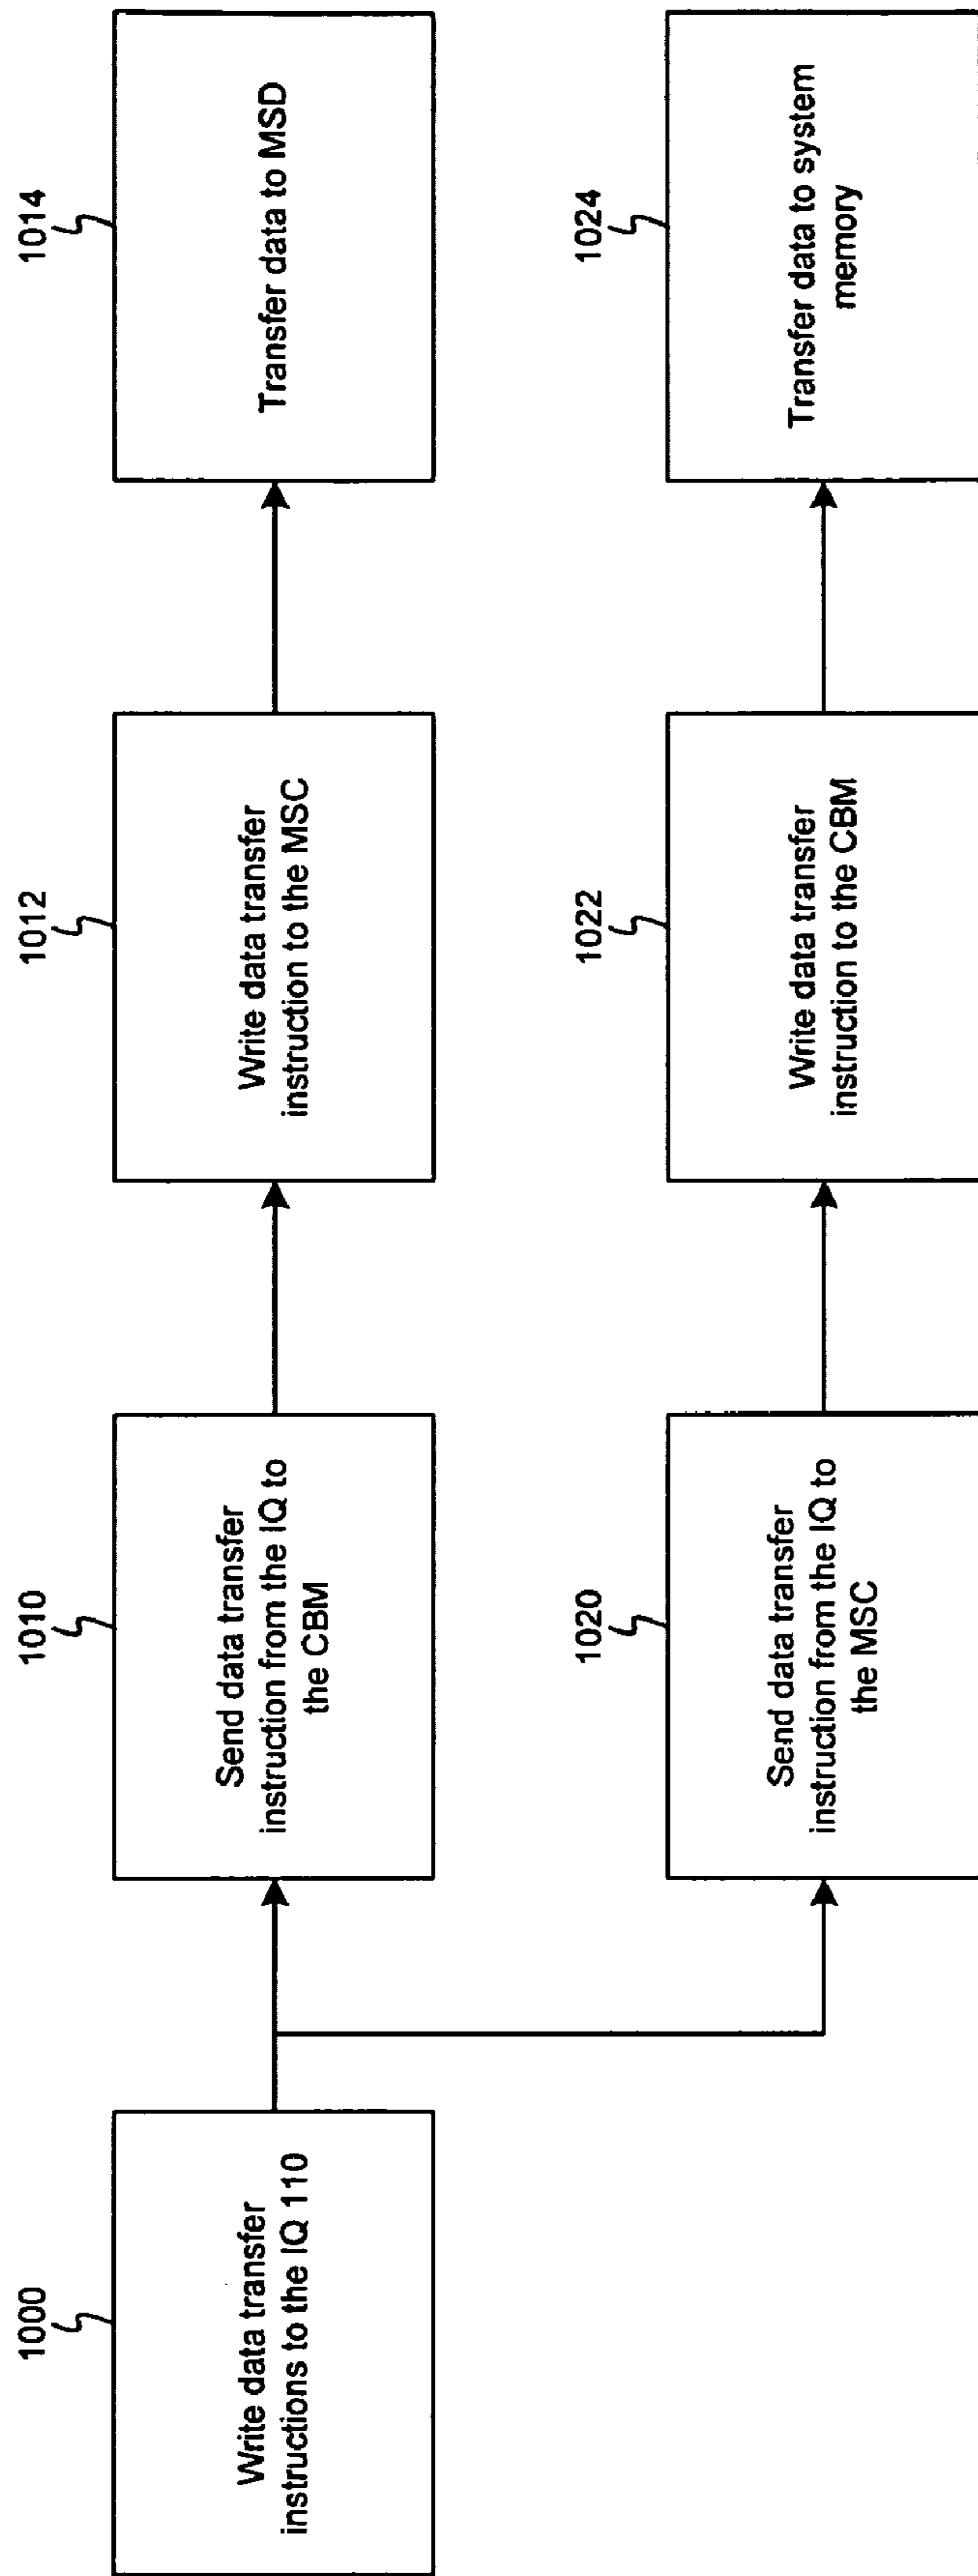 1000
Write data transfer
instructions to the IQ 110
1010
Send data transfer
instruction from the IQ to
the CBM
1012
Write data transfer
instruction to the MSC
1014
Transfer data to MSD
1020
Send data transfer
instruction from the IQ to
the MSC
1022
Write data transfer
instruction to the CBM
1024
Transfer data to system
memory